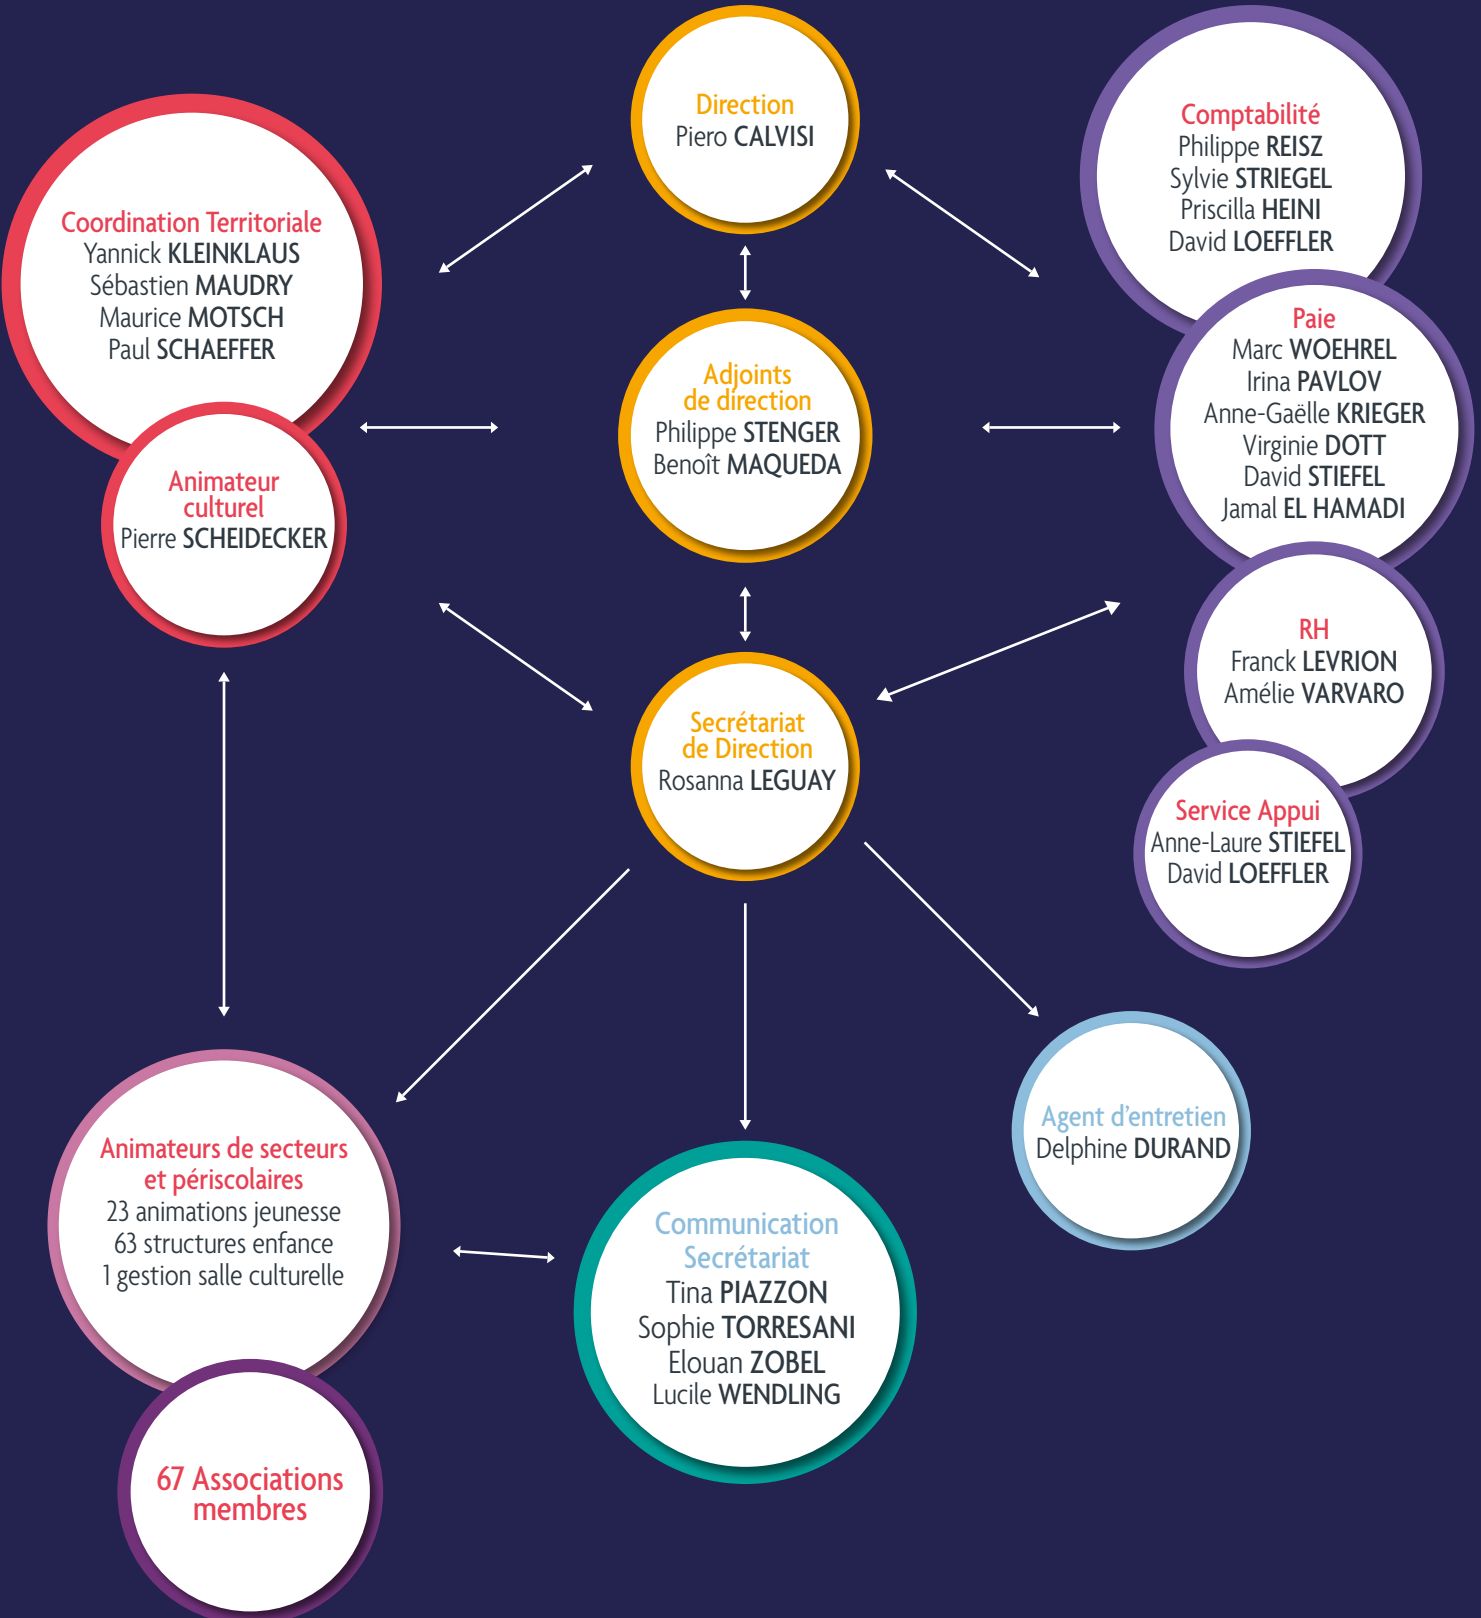 Direction
Piero CALVISI
Coordination Territoriale
Yannick KLEINKLAUS
Sébastien MAUDRY
Maurice MOTSCH
Paul SCHAEFFER
Animateur
culturel
Pierre SCHEIDECKER
Adjoints
de direction
Philippe STENGER
Benoît MAQUEDA
Secrétariat
de Direction
Rosanna LEGUAY
Comptabilité
Philippe REISZ
Sylvie STRIEGEL
Priscilla HEINI
David LOEFFLER
Paie
Marc WOEHREL
Irina PAVLOV
Anne-Gaëlle KRIEGER
Virginie DOTT
David STIEFEL
Jamal EL HAMADI
RH
Franck LEVRION
Amélie VARVARO
Service Appui
Anne-Laure STIEFEL
David LOEFFLER
Agent d’entretien
Delphine DURAND
Animateurs de secteurs
et périscolaires
23 animations jeunesse
63 structures enfance
1 gestion salle culturelle
67 Associations
membres
Communication
Secrétariat
Tina PIAZZON
Sophie TORRESANI
Elouan ZOBEL
Lucile WENDLING